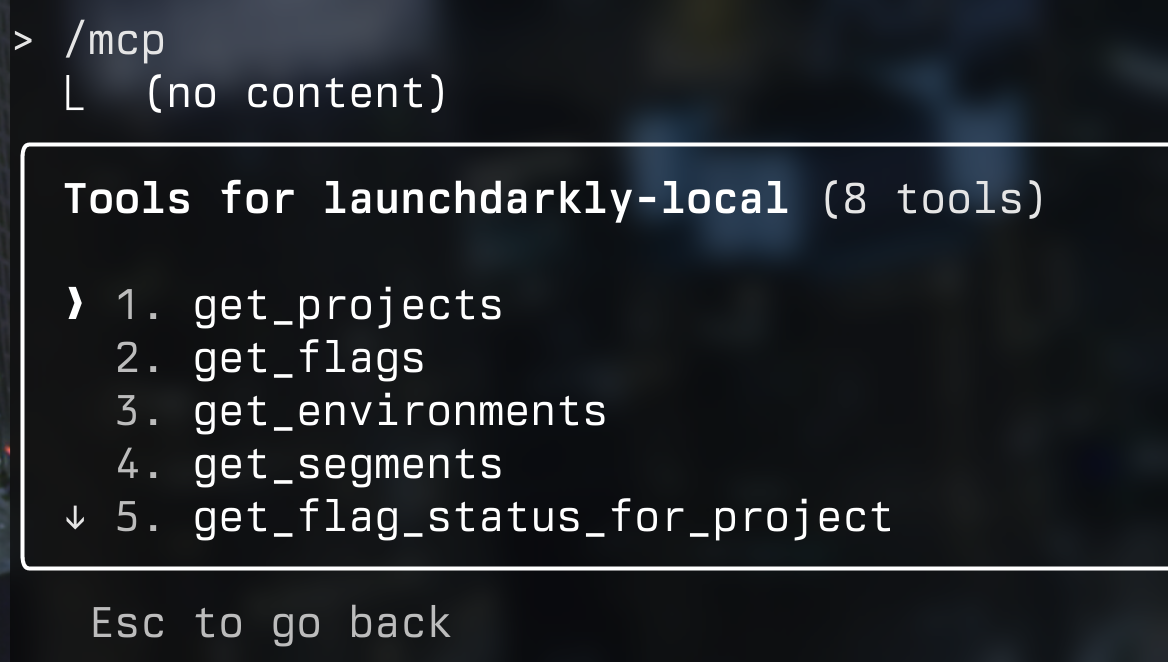 > /mcp
⎿ (no content)
Tools for launchdarkly-local (8 tools)
❯ 1. get_projects
2. get_flags
3. get_environments
4. get_segments
↓ 5. get_flag_status_for_project
Esc to go back